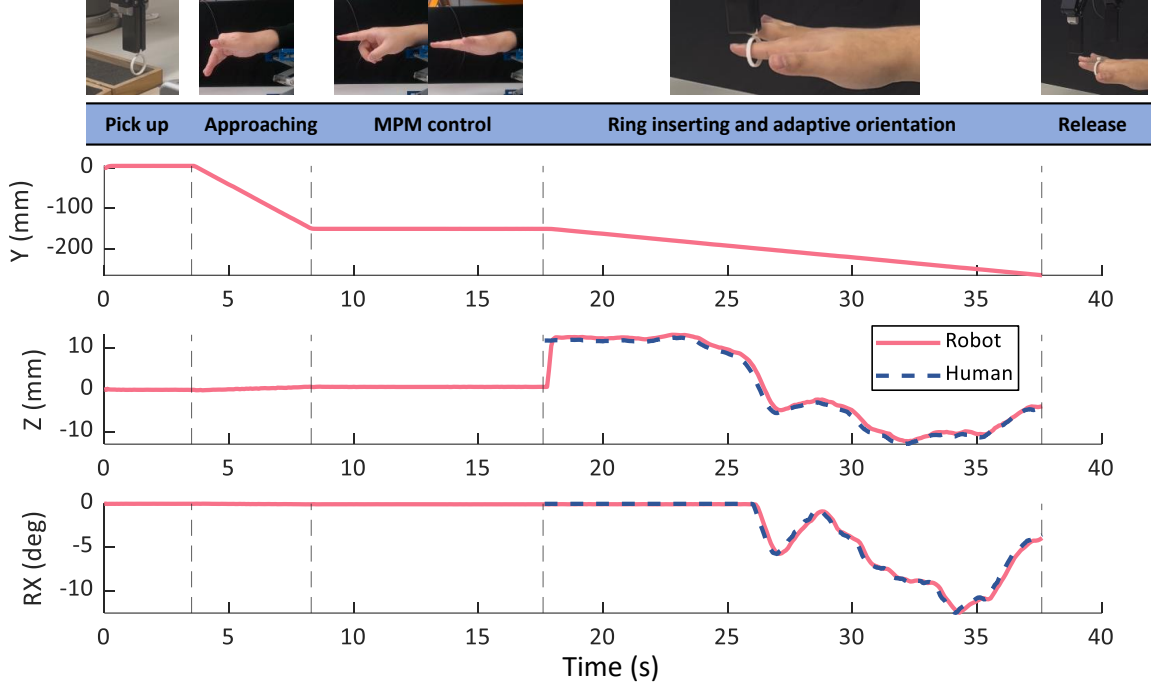 Pick up Approaching MPM control Ring inserting and adaptive orientation Release
Y (mm)
0
-100
-200
0 5 10 15 20 25 30 35 40
Z (mm)
10
0
-10
Robot
Human
0 5 10 15 20 25 30 35 40
RX (deg)
0
-5
-10
0 5 10 15 20 25 30 35 40
Time (s)